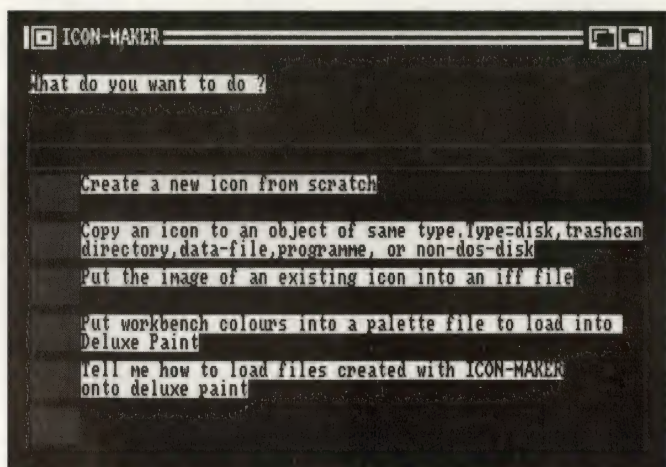 ICON-MAKER
What do you want to do ?
Create a new icon from scratch
Copy an icon to an object of same type.Type=disk,trashcan
directory,data-file,programme, or non-dos-disk
Put the image of an existing icon into an iff file
Put workbench colours into a palette file to load into
Deluxe Paint
Tell me how to load files created with ICON-MAKER
onto deluxe paint